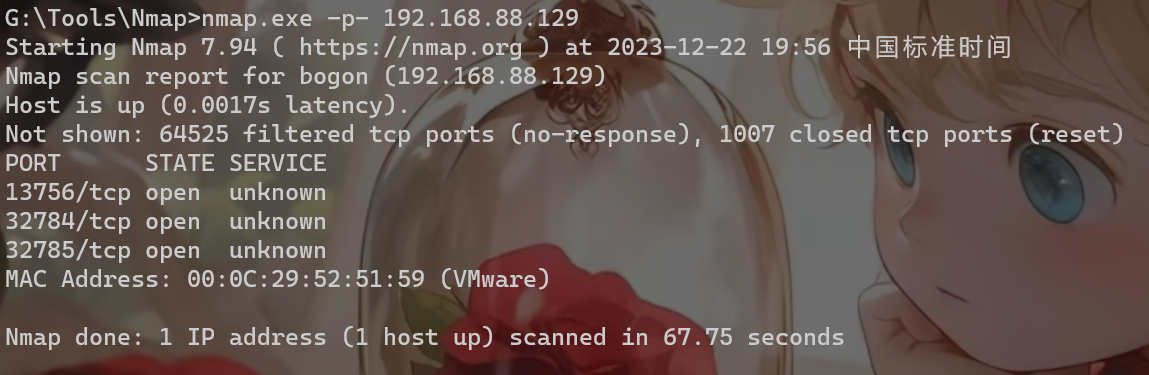 G:\Tools\Nmap>nmap.exe -p- 192.168.88.129
Starting Nmap 7.94 ( https://nmap.org ) at 2023-12-22 19:56 中国标准时间
Nmap scan report for bogon (192.168.88.129)
Host is up (0.0017s latency).
Not shown: 64525 filtered tcp ports (no-response), 1007 closed tcp ports (reset)
PORT      STATE SERVICE
13756/tcp open  unknown
32784/tcp open  unknown
32785/tcp open  unknown
MAC Address: 00:0C:29:52:51:59 (VMware)
Nmap done: 1 IP address (1 host up) scanned in 67.75 seconds